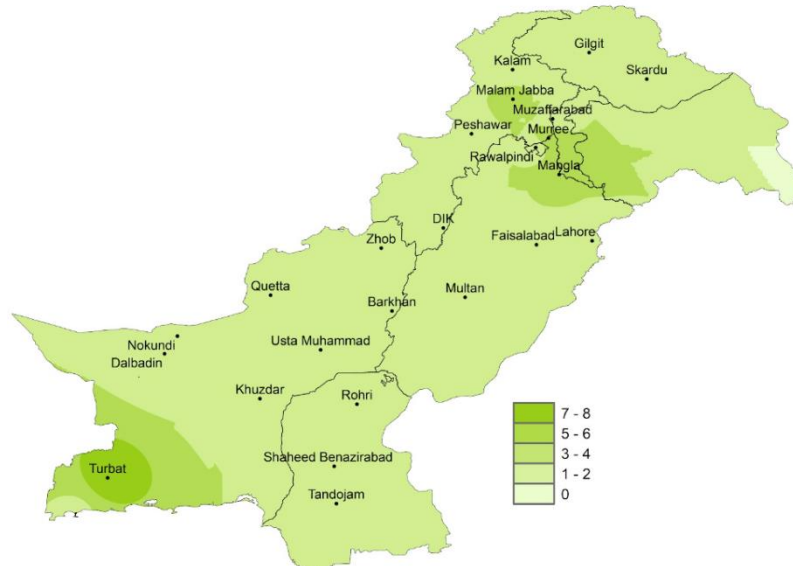 Gilgit
Kalam
Skardu
Malam Jabba
Muzaffarabad
Peshawar
Murree
Rawalpindi
Mangla
DIK
Zhob
Faisalabad
Lahore
Quetta
Multan
Barkhan
Nokundi
Usta Muhammad
Dalbadin
Khuzdar
Rohri
Shaheed Benazirabad
Turbat
Tandojam
7 - 8
5 - 6
3 - 4
1 - 2
0